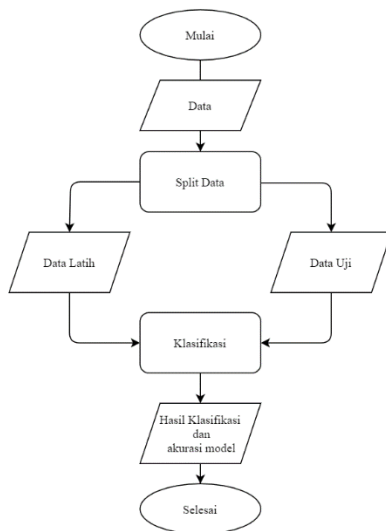 Mulai
Data
Split Data
Data Latih
Data Uji
Klasifikasi
Hasil Klasifikasi
dan
akurasi model
Selesai